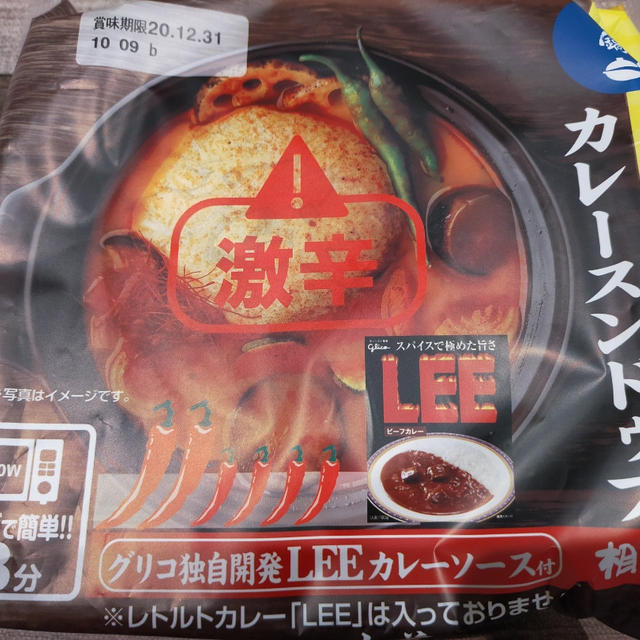 賞味期限20.12.31
10 09 b
カレースンドゥブ
激辛
写真はイメージです。
Glico
スパイスで極めた旨さ
LEE
ビーフカレー
で簡単!!
分
グリコ独自開発LEEカレーソース付
※レトルトカレー「LEE」は入っておりませ